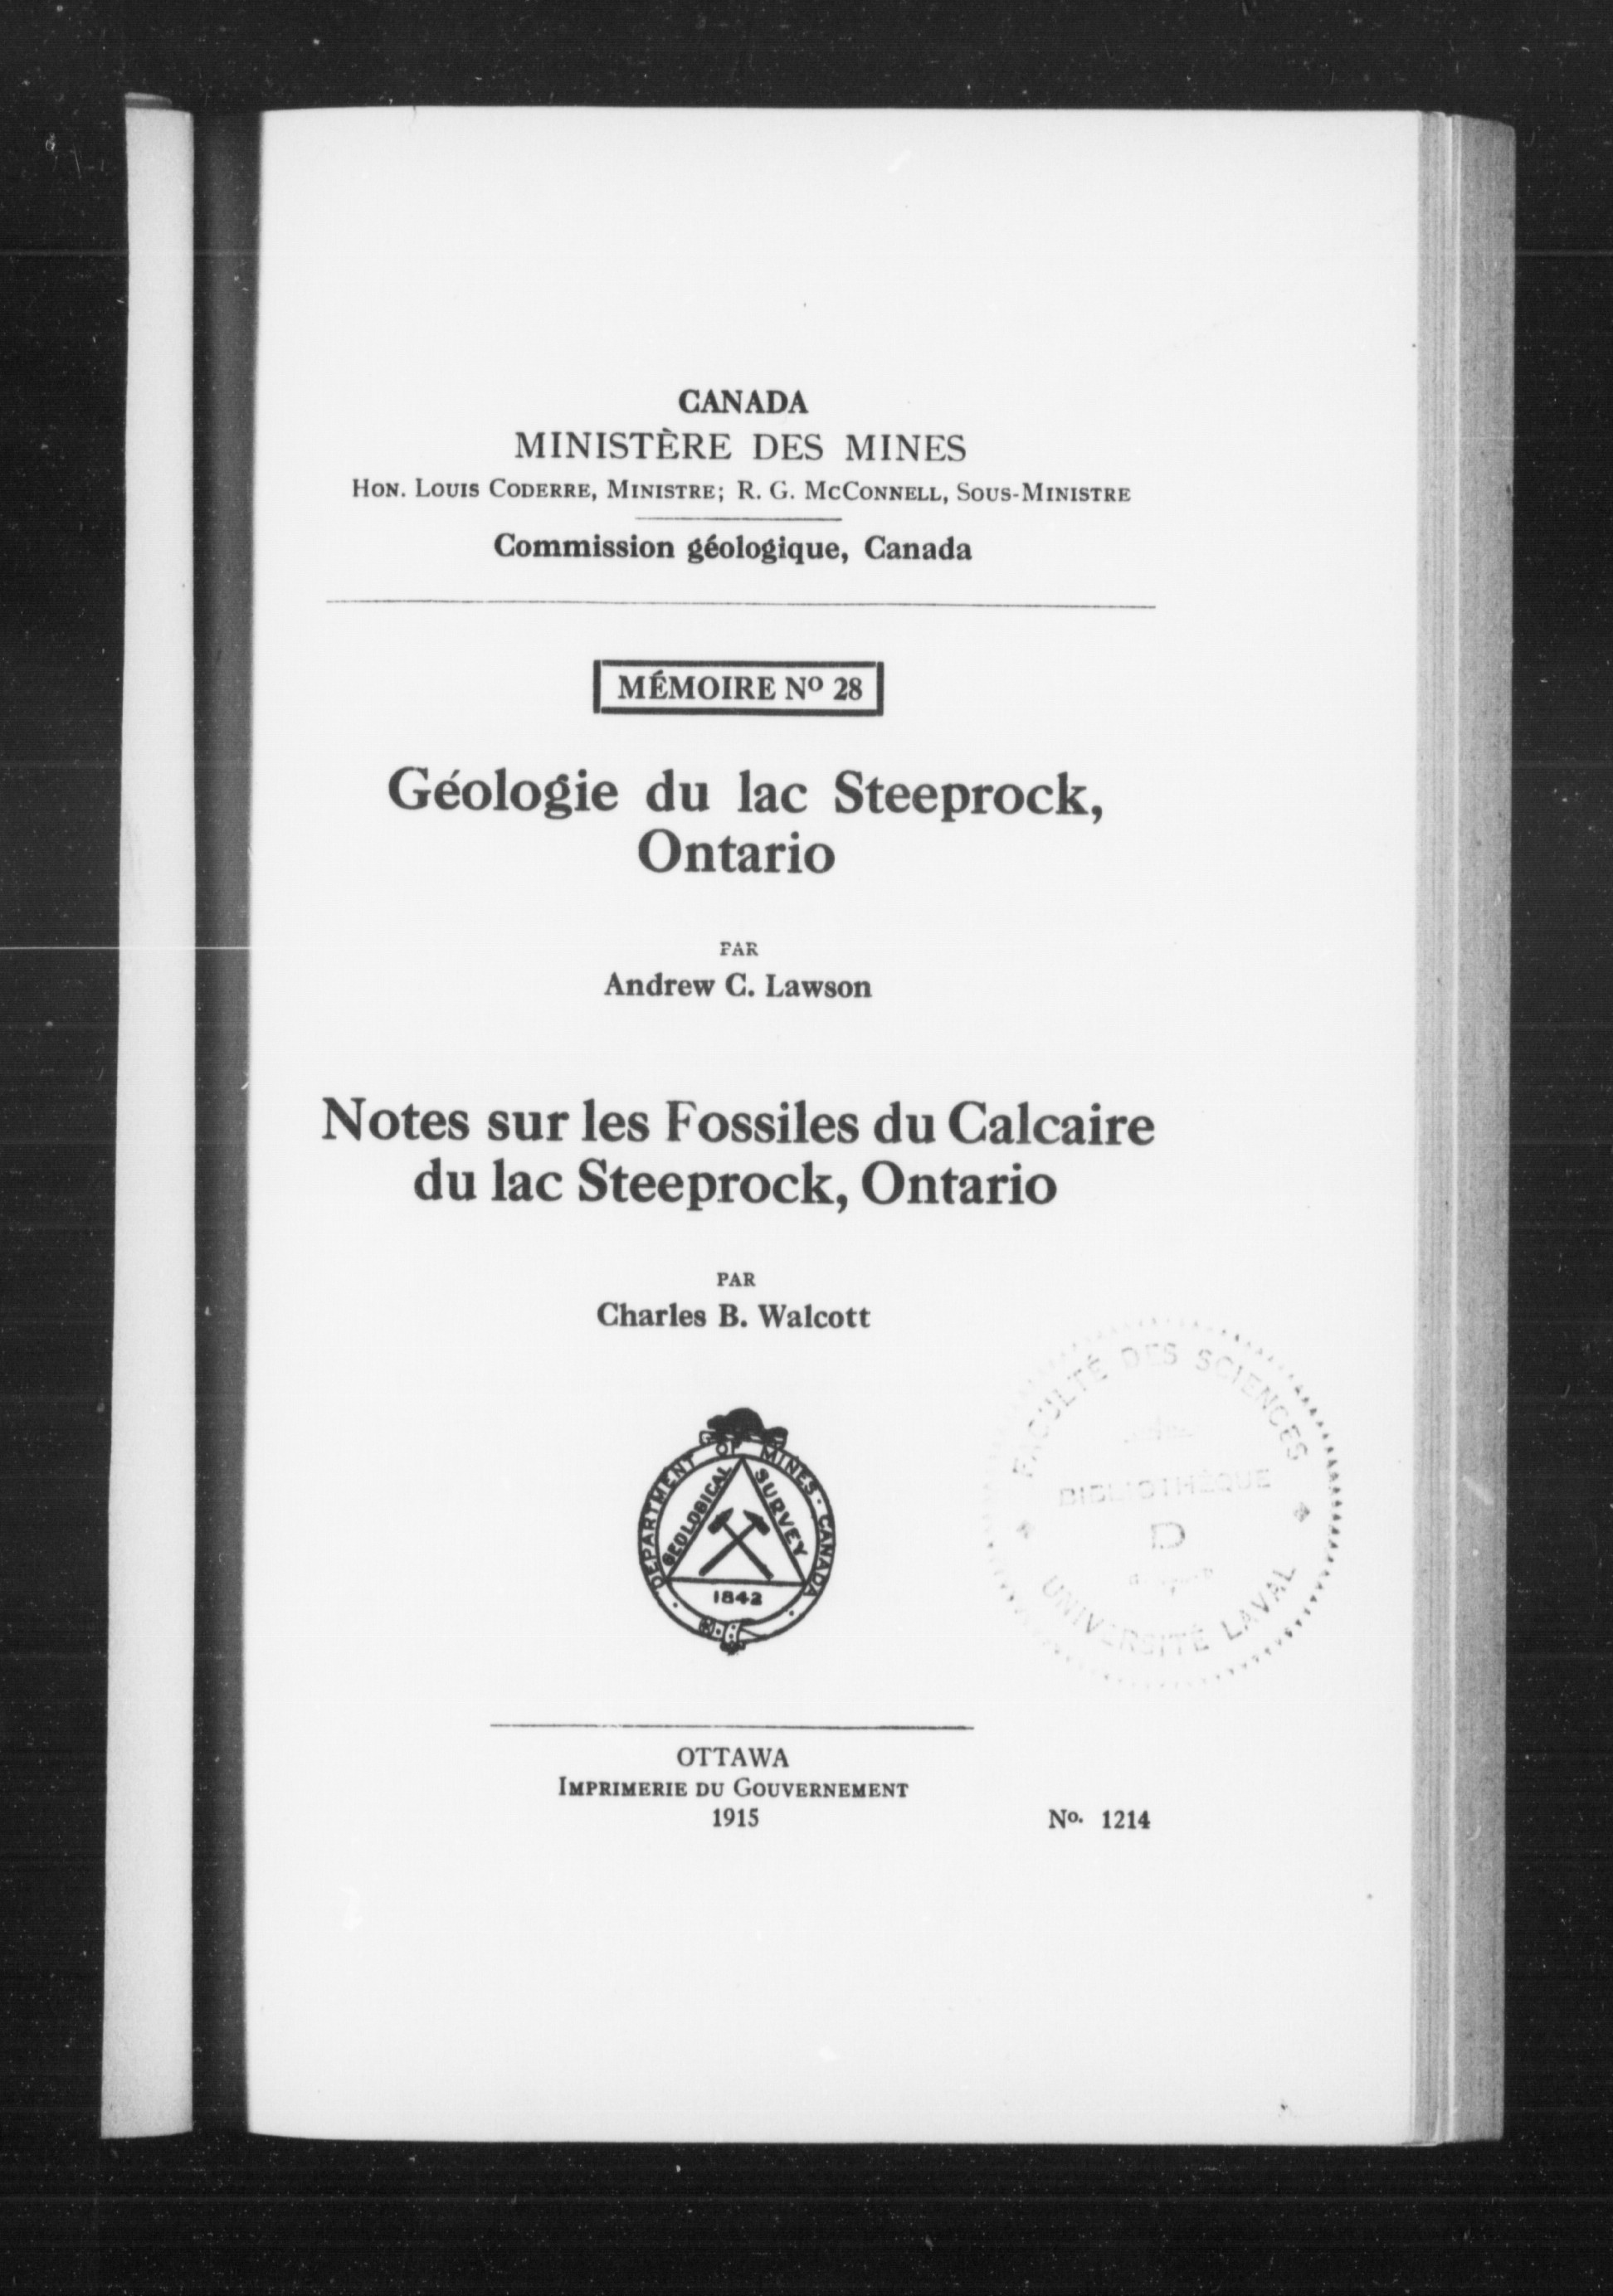 CANADA
MINISTÈRE DES MINES
HON. LOUIS CODERRE, MINISTRE; R. G. MCCONNELL, SOUS-MINISTRE
Commission géologique, Canada
MÉMOIRE Nº 28
Géologie du lac Steeprock,
Ontario
PAR
Andrew C. Lawson
Notes sur les Fossiles du Calcaire
du lac Steeprock, Ontario
PAR
Charles B. Walcott
DEPARTMENT OF MINES · CANADA
GEOLOGICAL SURVEY
1842
FACULTÉ DES SCIENCES
BIBLIOTHÈQUE
D
UNIVERSITÉ LAVAL
OTTAWA
IMPRIMERIE DU GOUVERNEMENT
1915
Nº. 1214